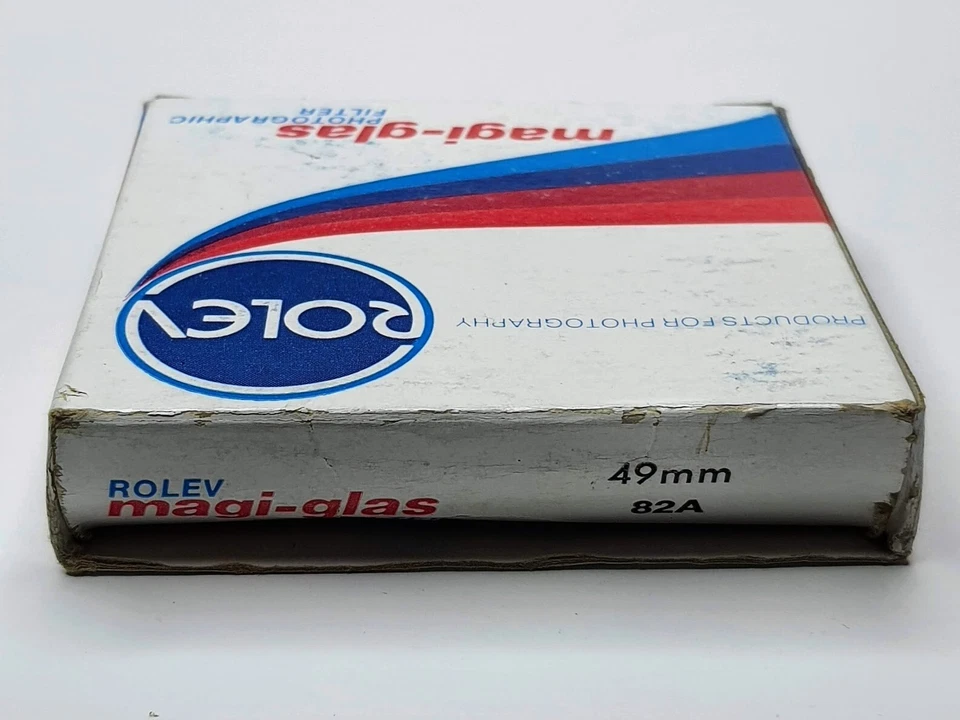 magi-glas
PHOTOGRAPHIC
FILTER
ROLEV
PRODUCTS FOR PHOTOGRAPHY
ROLEV
magi-glas
49mm
82A